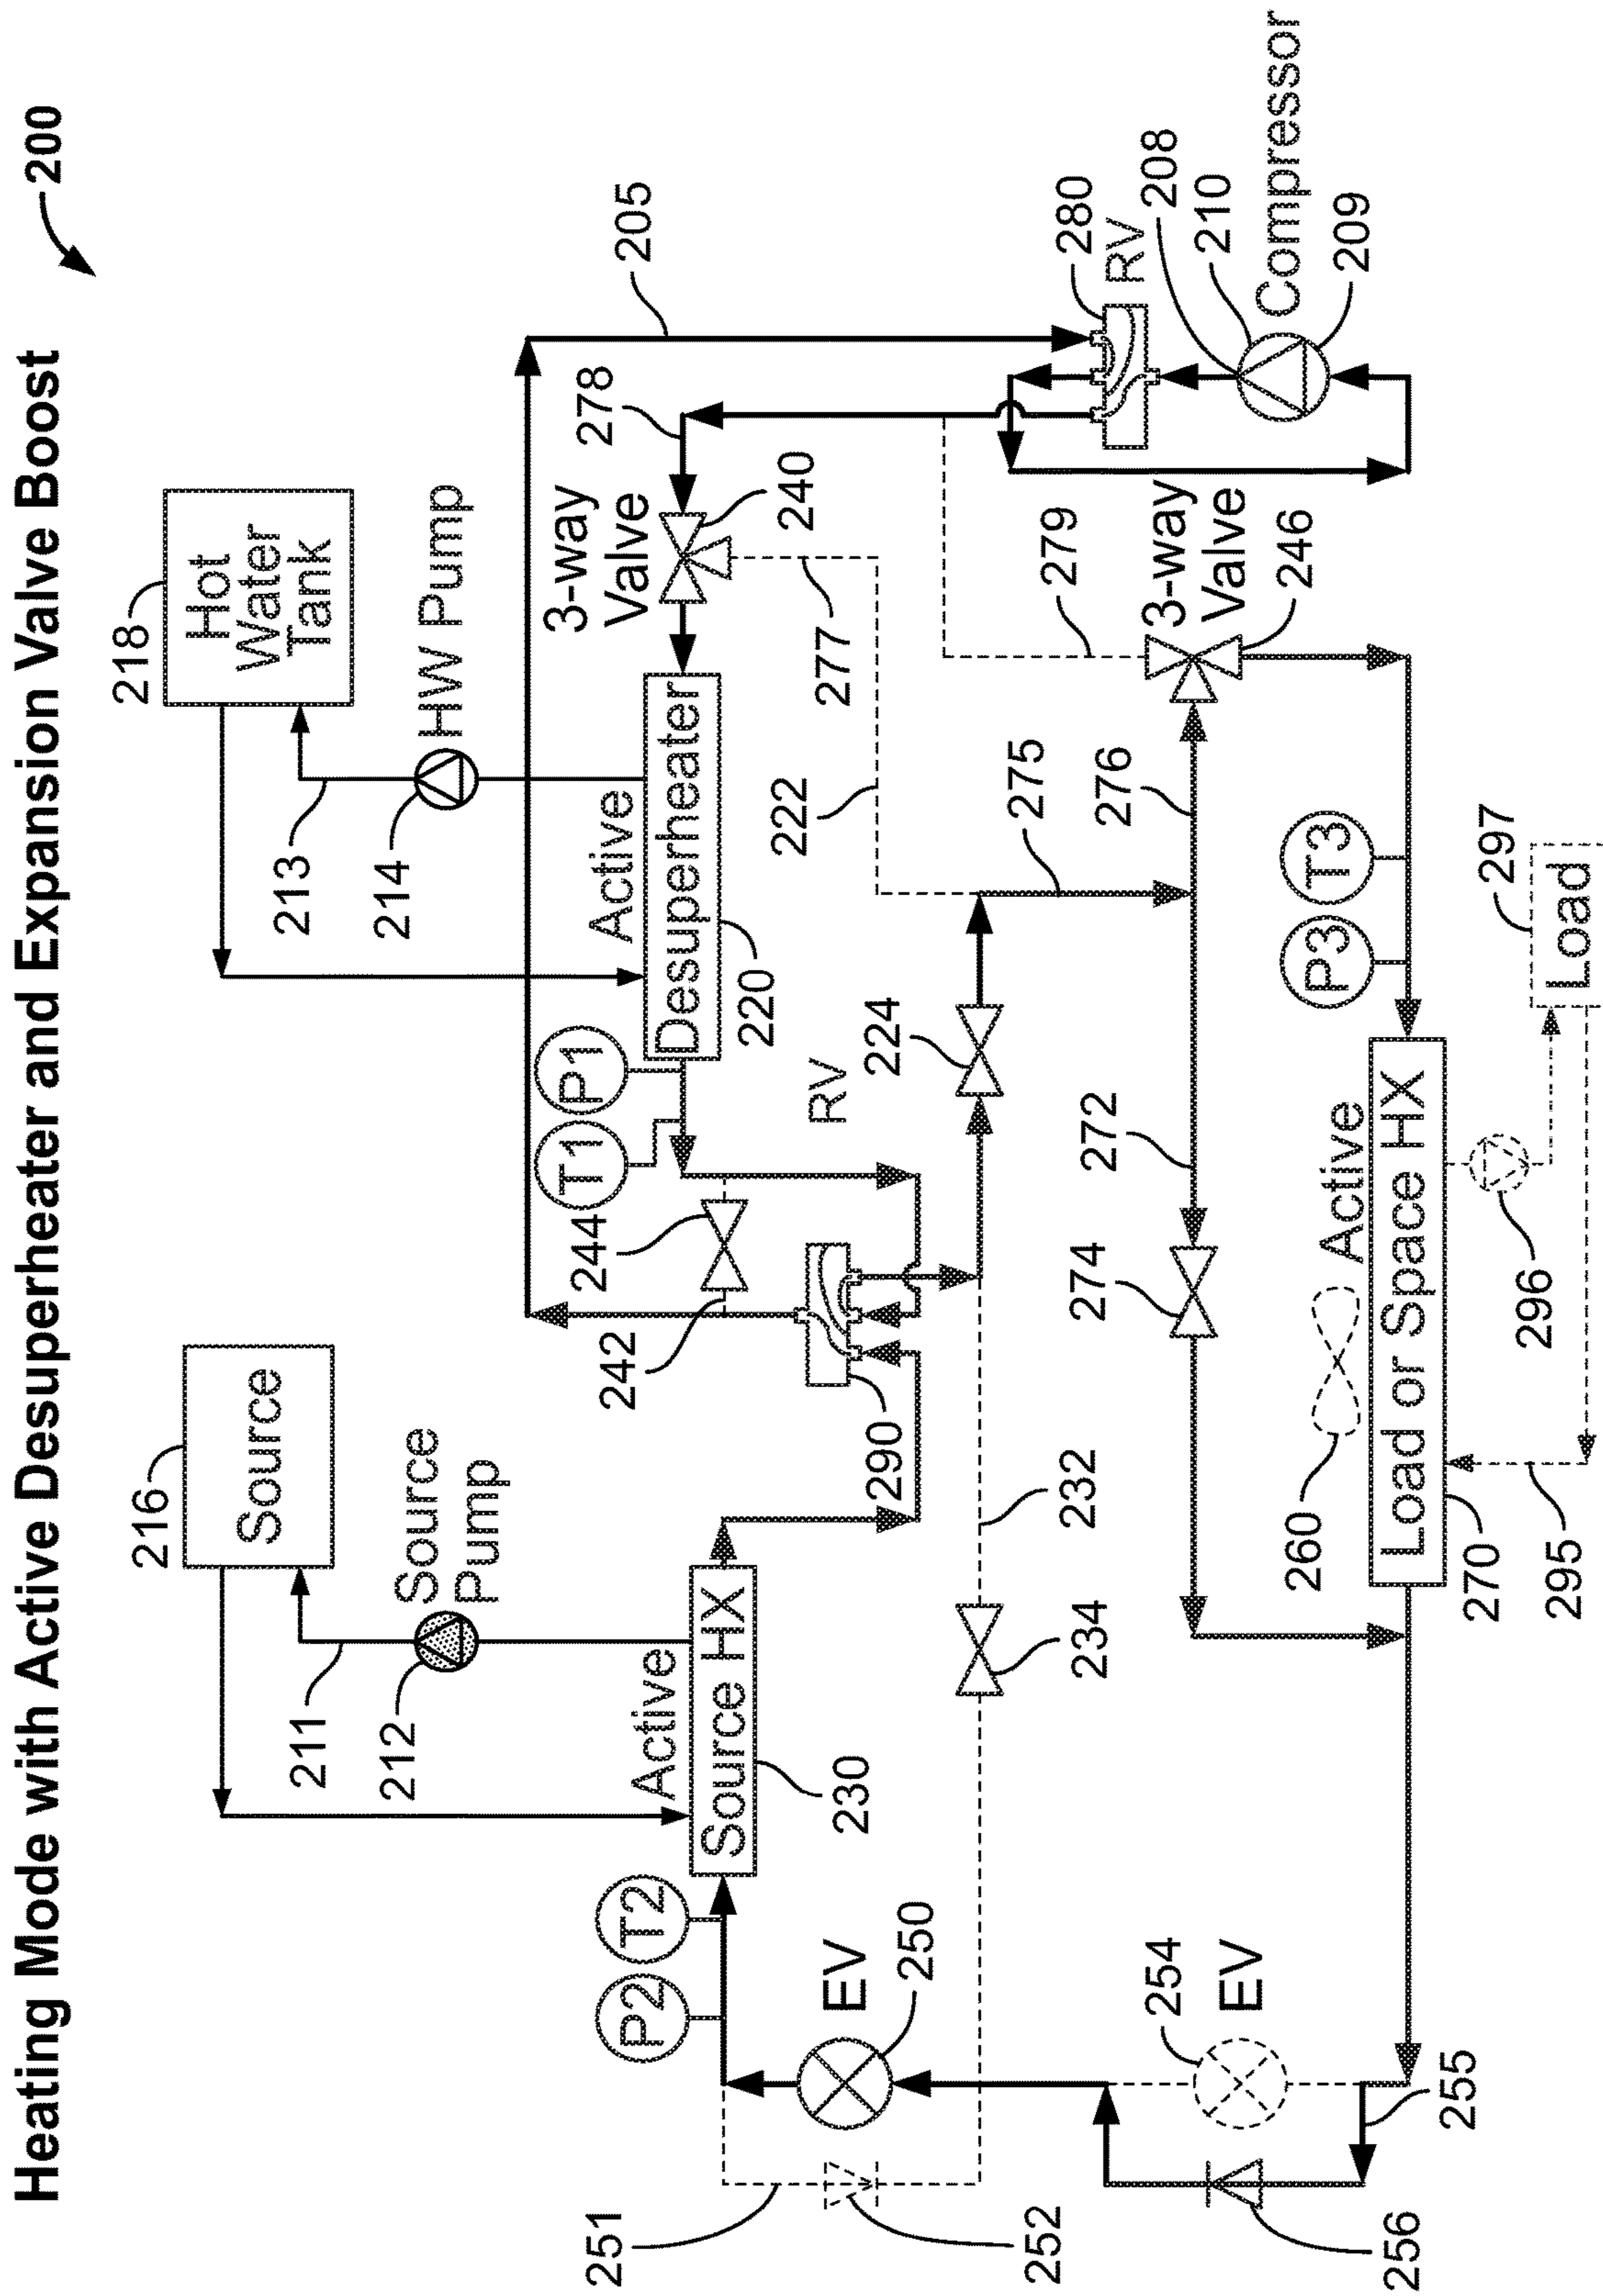 Heating Mode with Active Desuperheater and Expansion Valve Boost
200
218
Hot
Water
Tank
213
214
HW Pump
216
Source
211
212
Source
Pump
205
278
3-way
Valve
240
277
222
Active
Desuperheater
220
T1
P1
244
242
RV
290
Active
Source HX
230
P2
T2
EV
250
251
252
232
234
224
275
279
3-way
Valve
246
276
272
274
280
RV
208
210
Compressor
209
P3
T3
260
Active
Load or Space HX
270
295
296
297
Load
254
EV
255
256